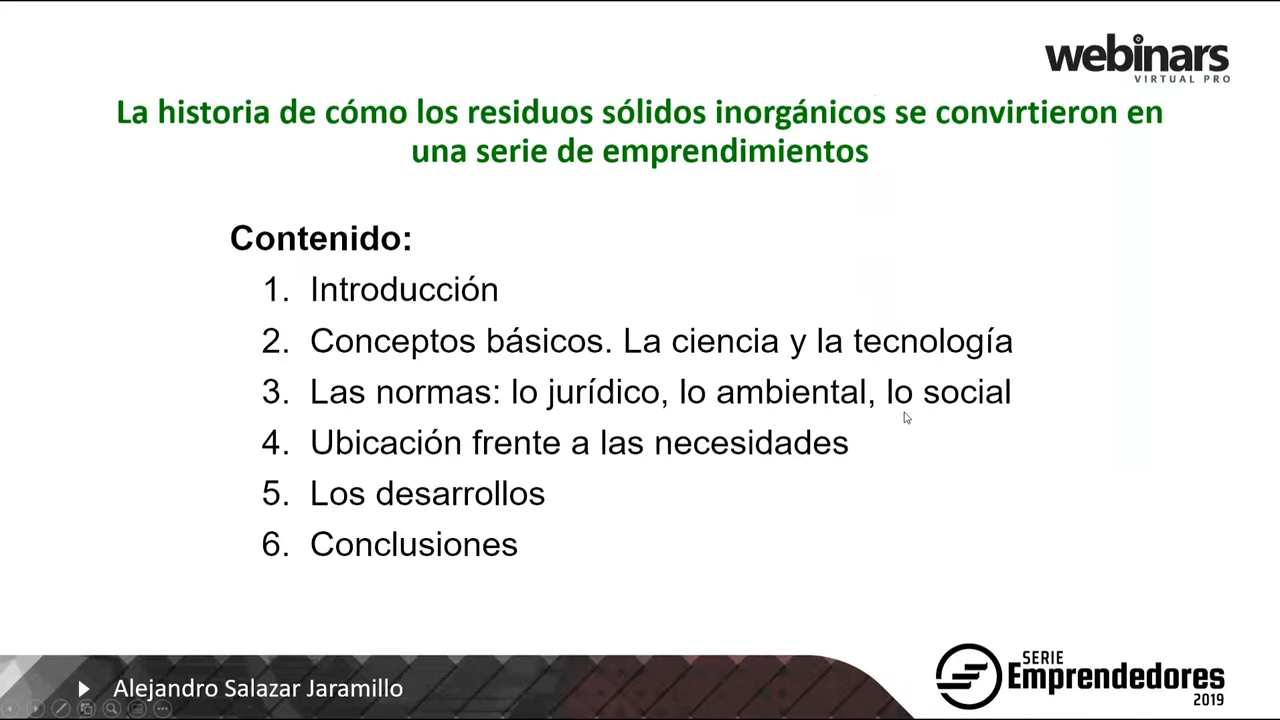 webinars
VIRTUAL PRO
La historia de cómo los residuos sólidos inorgánicos se convirtieron en
una serie de emprendimientos
Contenido:
1. Introducción
2. Conceptos básicos. La ciencia y la tecnología
3. Las normas: lo jurídico, lo ambiental, lo social
4. Ubicación frente a las necesidades
5. Los desarrollos
6. Conclusiones
Alejandro Salazar Jaramillo
SERIE
Emprendedores
2019